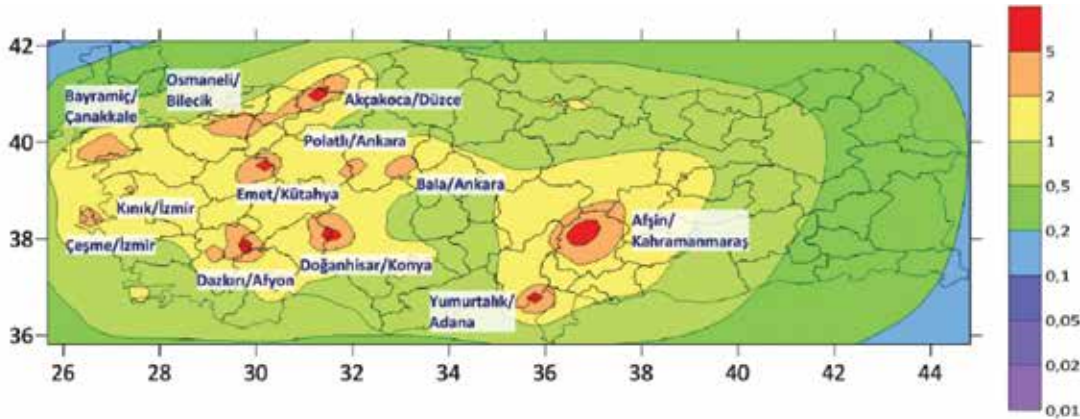 42
40
38
36
26
28
30
32
34
36
38
40
42
44
Osmaneli/
Bilecik
Bayramiç/
Çanakkale
Akçakoca/Düzce
Polatlı/Ankara
Emet/Kütahya
Bala/Ankara
Kınık/İzmir
Çeşme/İzmir
Afşin/
Kahramanmaraş
Doğanhisar/Konya
Dazkırı/Afyon
Yumurtalık/
Adana
5
2
1
0,5
0,2
0,1
0,05
0,02
0,01